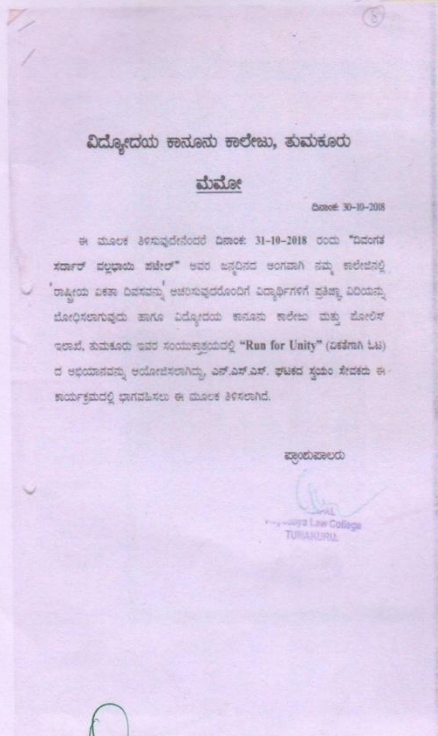 ವಿದ್ಯೋದಯ ಕಾನೂನು ಕಾಲೇಜು, ತುಮಕೂರು
ಮೆಮೋ
ದಿನಾಂಕ: 30-10-2018
ಈ ಮೂಲಕ ತಿಳಿಸುವುದೇನೆಂದರೆ ದಿನಾಂಕ: 31-10-2018 ರಂದು "ದಿವಂಗತ
ಸರ್ದಾರ್ ವಲ್ಲಭಾಯಿ ಪಟೇಲ್" ಅವರ ಜನ್ಮದಿನದ ಅಂಗವಾಗಿ ನಮ್ಮ ಕಾಲೇಜಿನಲ್ಲಿ
'ರಾಷ್ಟ್ರೀಯ ಏಕತಾ ದಿವಸವನ್ನು' ಆಚರಿಸುವುದರೊಂದಿಗೆ ವಿದ್ಯಾರ್ಥಿಗಳಿಗೆ ಪ್ರತಿಜ್ಞಾ ವಿಧಿಯನ್ನು
ಬೋಧಿಸಲಾಗುವುದು ಹಾಗೂ ವಿದ್ಯೋದಯ ಕಾನೂನು ಕಾಲೇಜು ಮತ್ತು ಪೋಲಿಸ್
ಇಲಾಖೆ, ತುಮಕೂರು ಇವರ ಸಂಯುಕ್ತಾಶ್ರಯದಲ್ಲಿ "Run for Unity" (ಏಕತೆಗಾಗಿ ಓಟ)
ದ ಅಭಿಯಾನವನ್ನು ಆಯೋಜಿಸಲಾಗಿದ್ದು, ಎನ್.ಎಸ್.ಎಸ್. ಘಟಕದ ಸ್ವಯಂ ಸೇವಕರು ಈ
ಕಾರ್ಯಕ್ರಮದಲ್ಲಿ ಭಾಗವಹಿಸಲು ಈ ಮೂಲಕ ತಿಳಿಸಲಾಗಿದೆ.
ಪ್ರಾಂಶುಪಾಲರು
Law College
TUMAKURU.